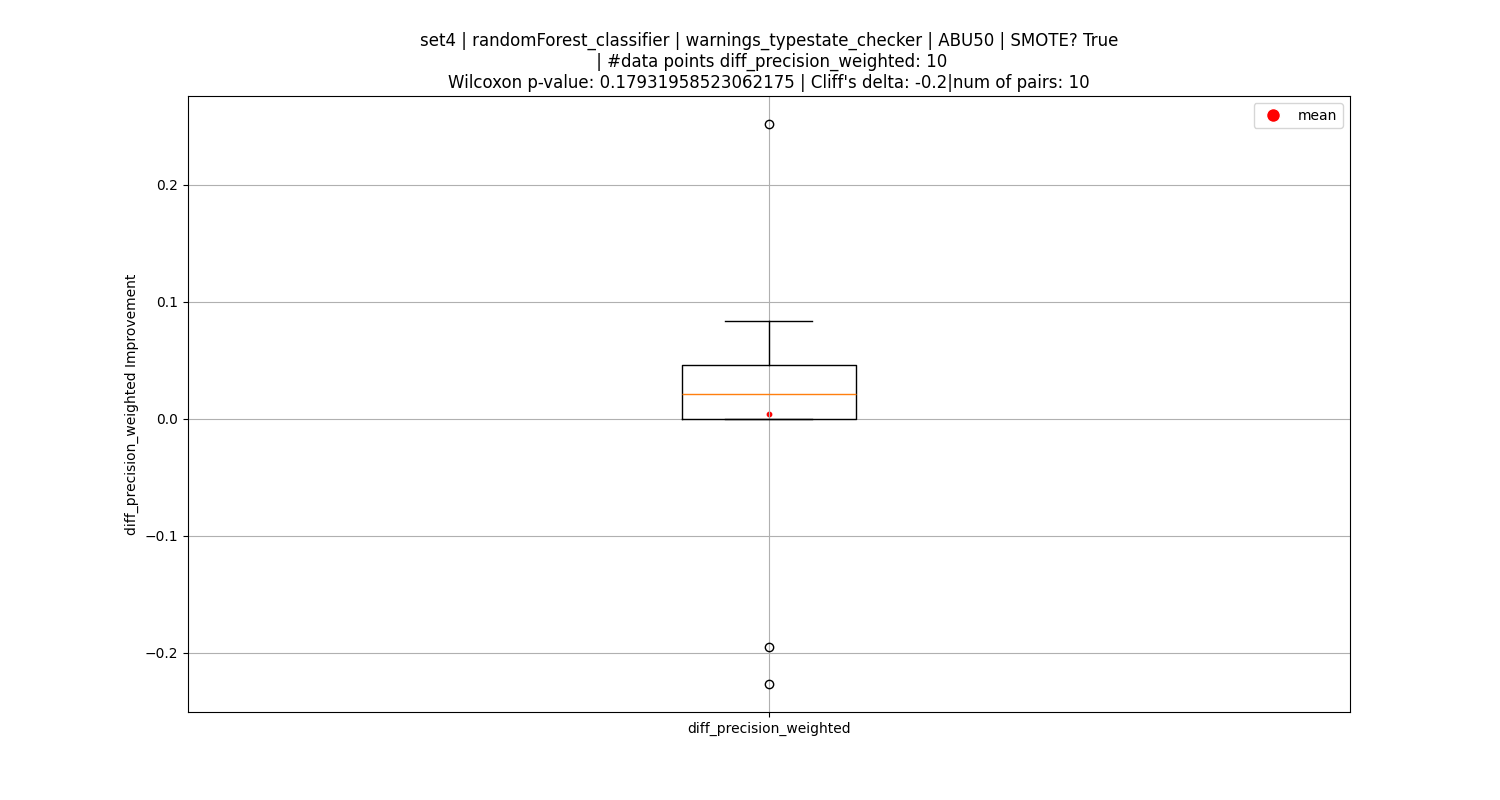 set4 | randomForest_classifier | warnings_typestate_checker | ABU50 | SMOTE? True
| #data points diff_precision_weighted: 10
Wilcoxon p-value: 0.17931958523062175 | Cliff's delta: -0.2|num of pairs: 10
mean
0.2
0.1
0.0
−0.1
−0.2
diff_precision_weighted Improvement
diff_precision_weighted